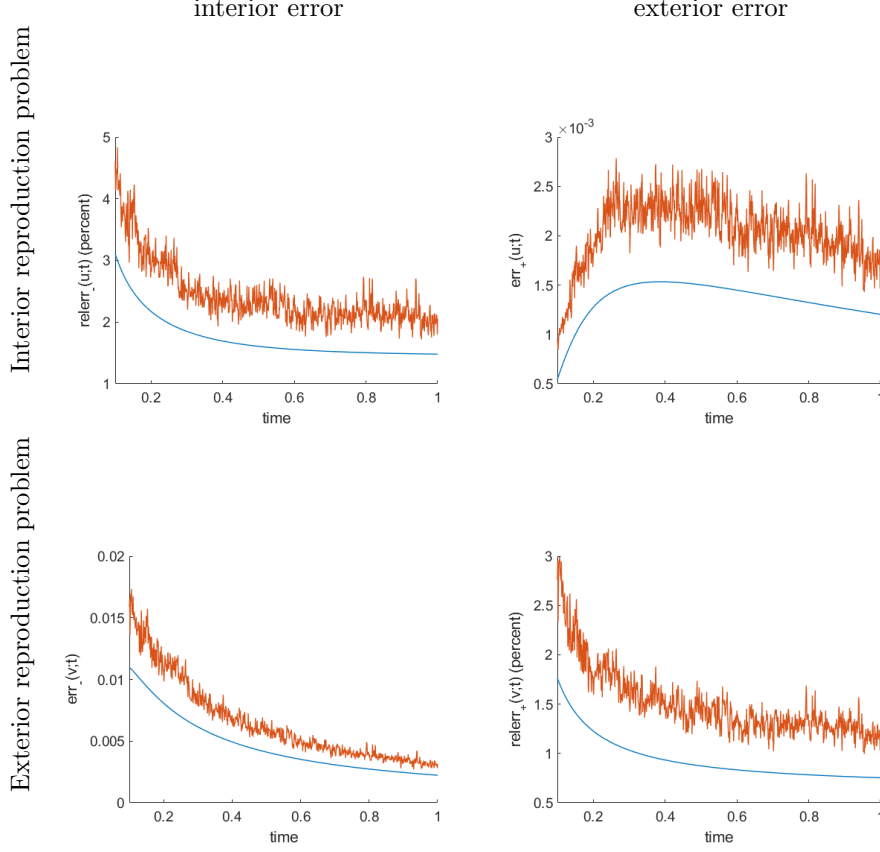 interior error
exterior error
Interior reproduction problem
5
4
3
2
1
relerr_-(u;t) (percent)
0.2 0.4 0.6 0.8 1
time
×10^-3
3
2.5
2
1.5
1
0.5
err_+(u;t)
0.2 0.4 0.6 0.8 1
time
Exterior reproduction problem
0.02
0.015
0.01
0.005
0
err_-(v;t)
0.2 0.4 0.6 0.8 1
time
3
2.5
2
1.5
1
0.5
relerr_+(v;t) (percent)
0.2 0.4 0.6 0.8 1
time